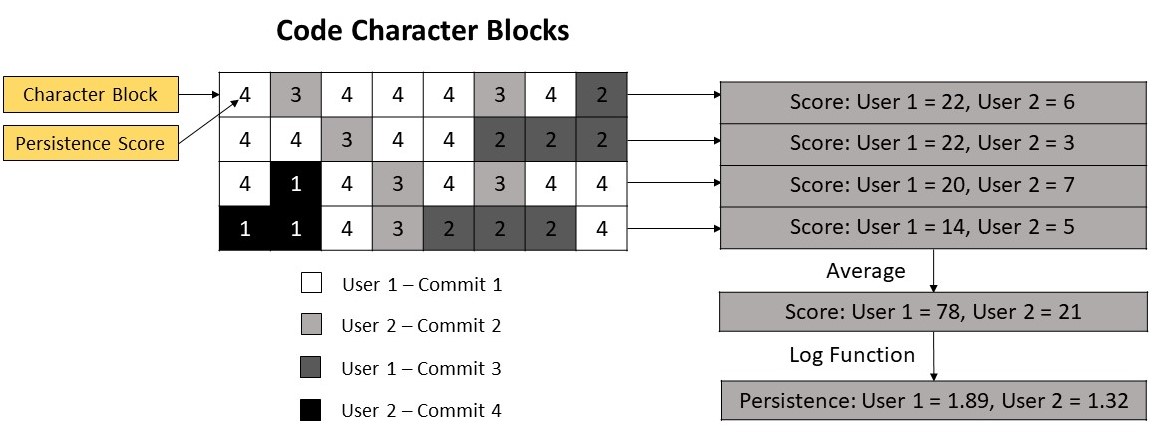 Code Character Blocks
Character Block
Persistence Score
4 3 4 4 4 3 4 2
4 4 3 4 4 2 2 2
4 1 4 3 4 3 4 4
1 1 4 3 2 2 2 4
Score: User 1 = 22, User 2 = 6
Score: User 1 = 22, User 2 = 3
Score: User 1 = 20, User 2 = 7
Score: User 1 = 14, User 2 = 5
Average
Score: User 1 = 78, User 2 = 21
Log Function
Persistence: User 1 = 1.89, User 2 = 1.32
User 1 – Commit 1
User 2 – Commit 2
User 1 – Commit 3
User 2 – Commit 4